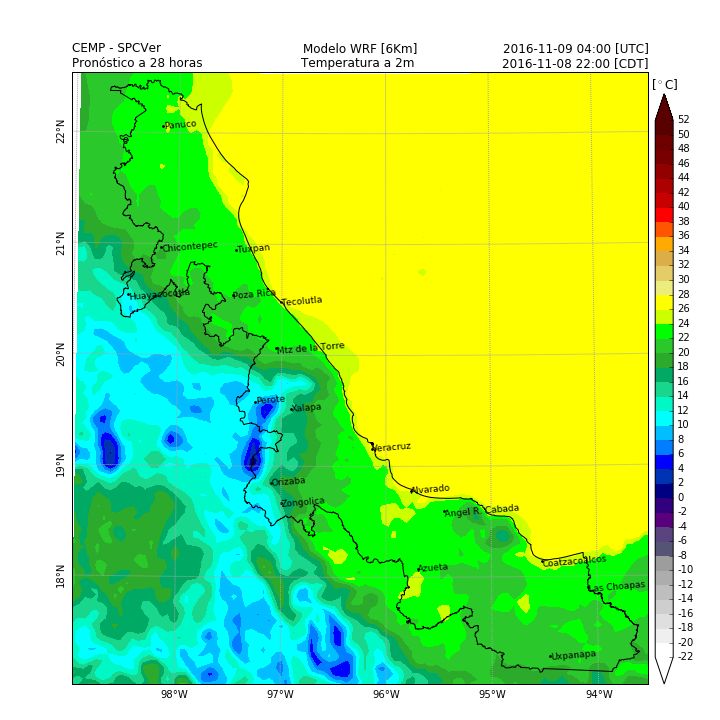 CEMP - SPCVer
Modelo WRF [6Km]
2016-11-09 04:00 [UTC]
Pronóstico a 28 horas
Temperatura a 2m
2016-11-08 22:00 [CDT]
[°C]
52
50
48
46
44
42
40
38
36
34
32
30
28
26
24
22
20
18
16
14
12
10
8
6
4
2
0
-2
-4
-6
-8
-10
-12
-14
-16
-18
-20
-22
22°N
21°N
20°N
19°N
18°N
Panuco
Chicontepec
Tuxpan
Huayacocotla
Poza Rica
Tecolutla
Mtz de la Torre
Perote
Xalapa
Veracruz
Orizaba
Zongolica
Alvarado
Angel R. Cabada
Azueta
Coatzacoalcos
Las Choapas
Uxpanapa
98°W
97°W
96°W
95°W
94°W